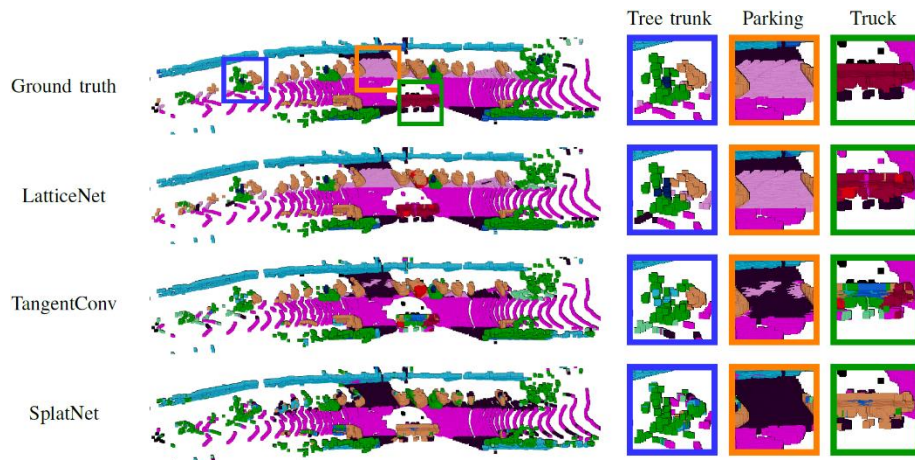 Tree trunk Parking Truck
Ground truth
LatticeNet
TangentConv
SplatNet